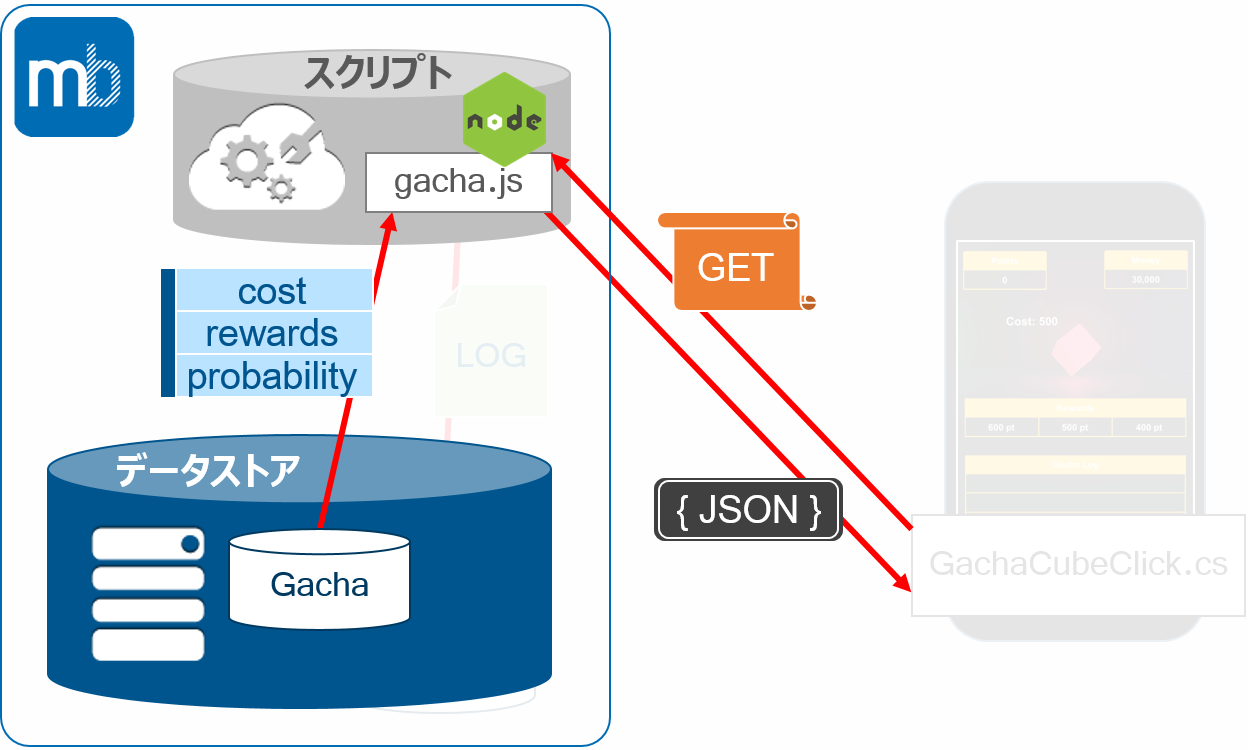 mb
スクリプト
node
gacha.js
GET
cost
rewards
probability
LOG
データストア
Gacha
{ JSON }
0
30,000
Cost: 500
600 pt
500 pt
400 pt
GachaCubeClick.cs